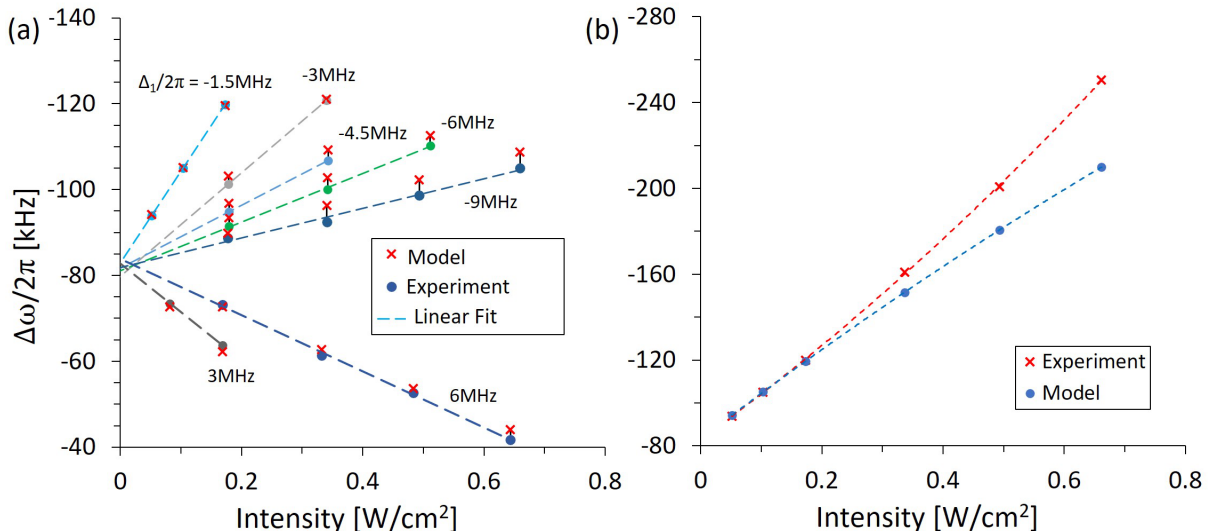 (a)
-140
-120
-100
-80
-60
-40
Δω/2π [kHz]
Δ₁/2π = -1.5MHz
-3MHz
-4.5MHz
-6MHz
-9MHz
Model
Experiment
Linear Fit
3MHz
6MHz
0
0.2
0.4
0.6
0.8
Intensity [W/cm²]
(b)
-280
-240
-200
-160
-120
-80
Experiment
Model
0
0.2
0.4
0.6
0.8
Intensity [W/cm²]